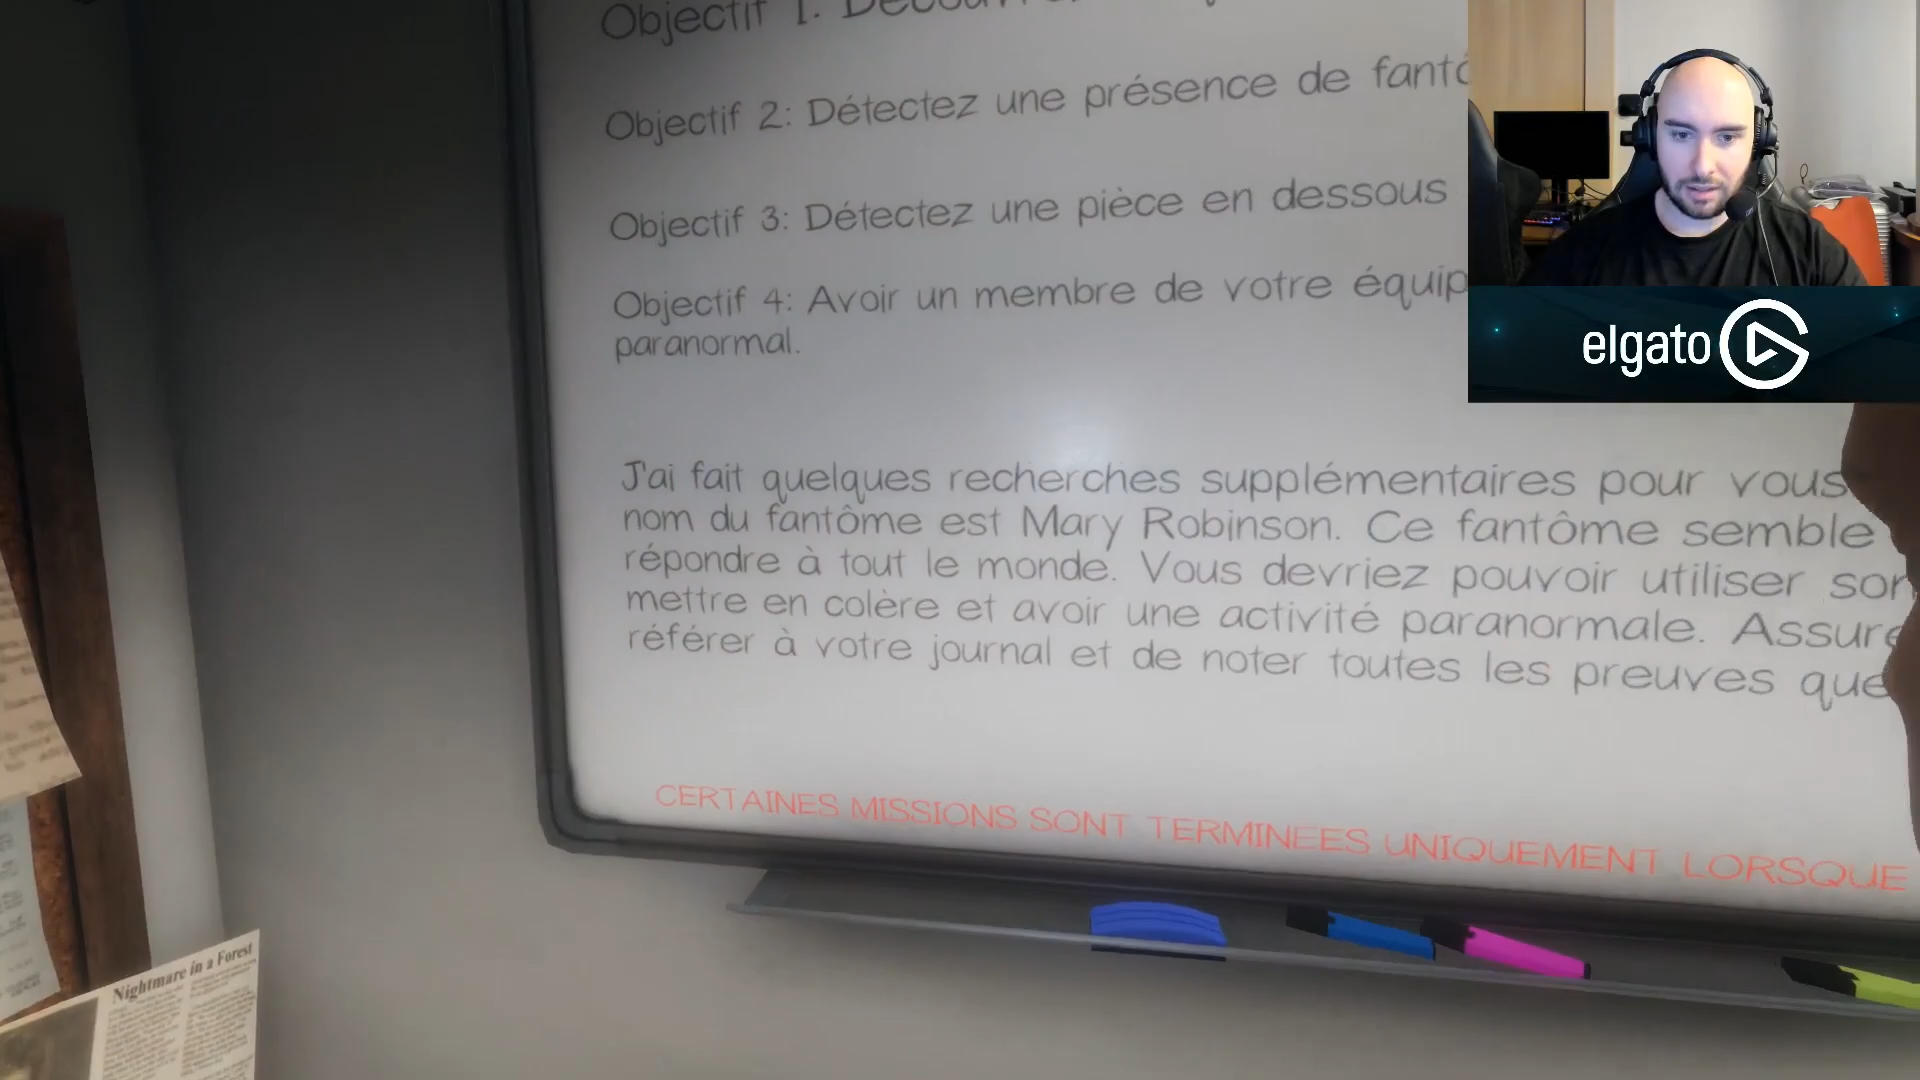 Objectif 1:
Objectif 2: Détectez une présence de fantô
Objectif 3: Détectez une pièce en dessous
Objectif 4: Avoir un membre de votre équip
paranormal.
J'ai fait quelques recherches supplémentaires pour vous
nom du fantôme est Mary Robinson. Ce fantôme semble
répondre à tout le monde. Vous devriez pouvoir utiliser son
mettre en colère et avoir une activité paranormale. Assure
référer à votre journal et de noter toutes les preuves que
CERTAINES MISSIONS SONT TERMINEES UNIQUEMENT LORSQUE
Nightmare in a Forest
elgato